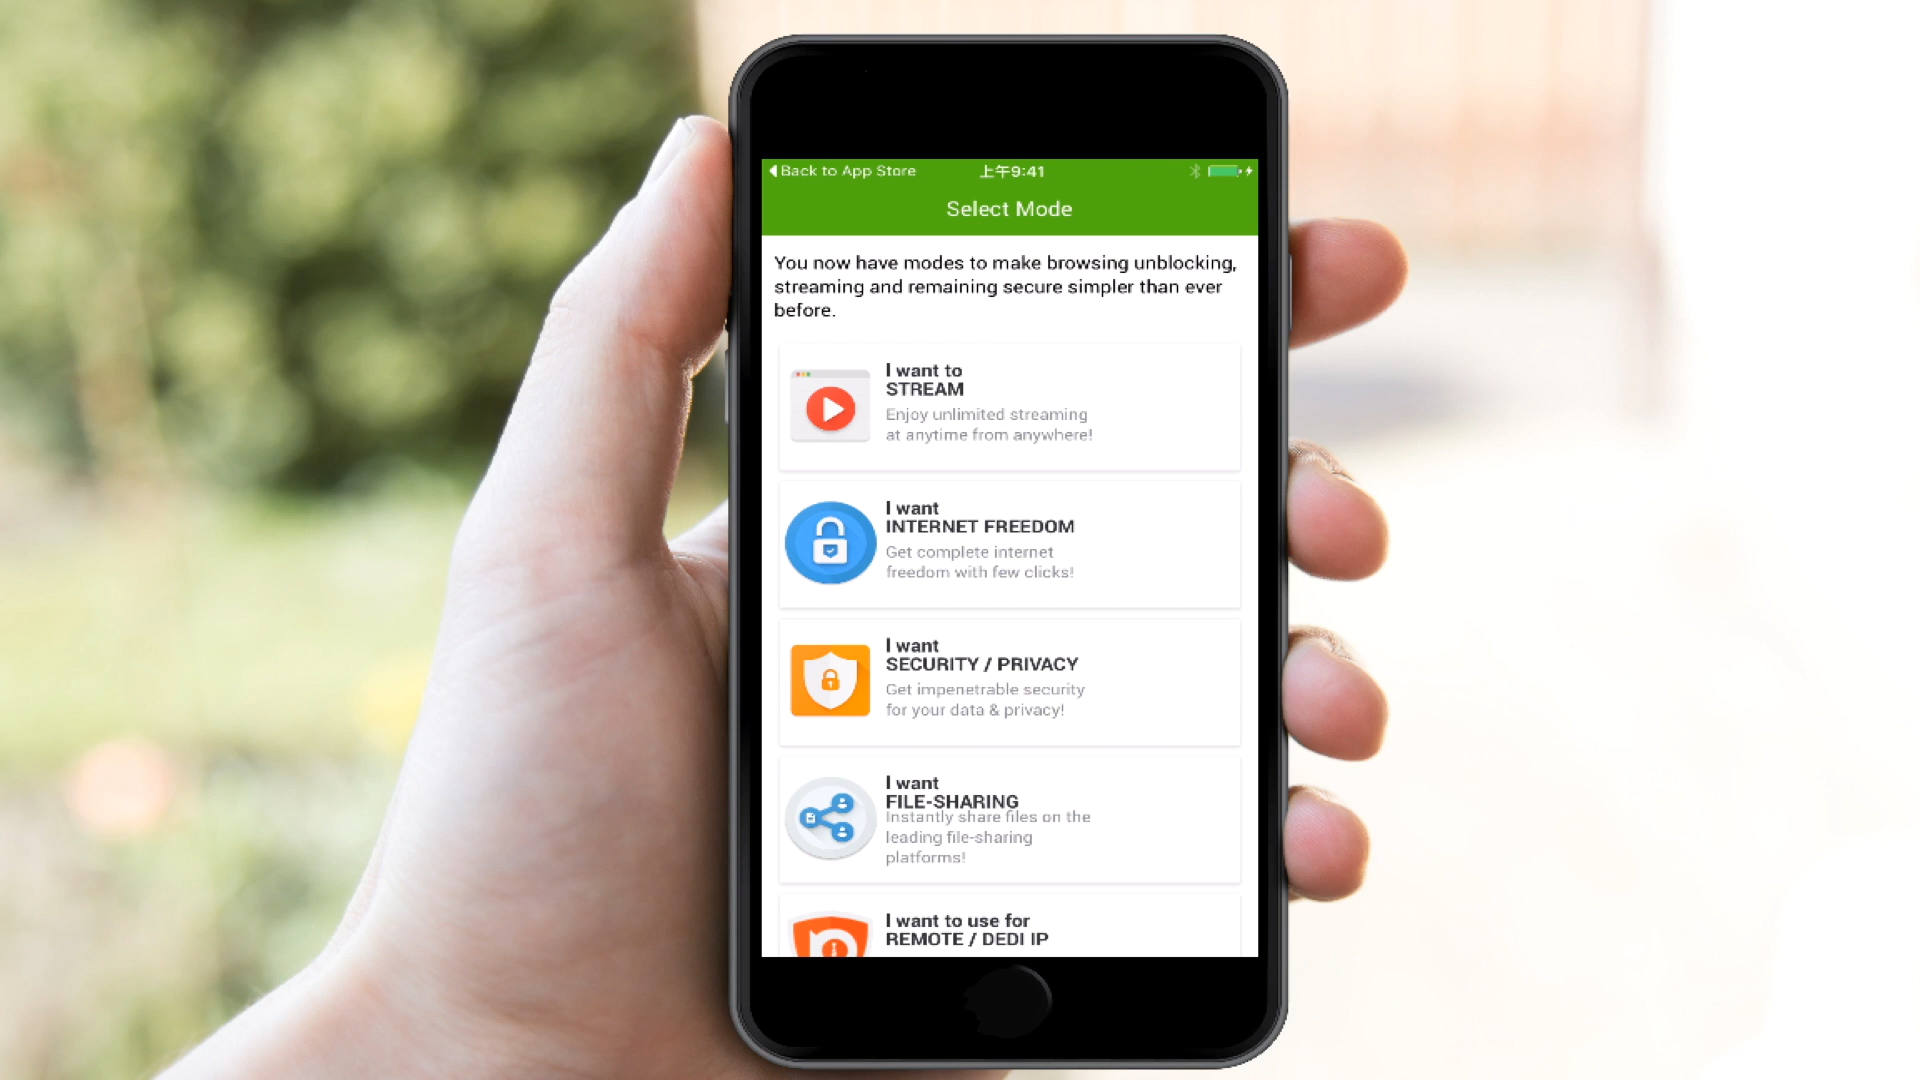 Back to App Store
上午9:41
Select Mode
You now have modes to make browsing unblocking,
streaming and remaining secure simpler than ever
before.
I want to
STREAM
Enjoy unlimited streaming
at anytime from anywhere!
I want
INTERNET FREEDOM
Get complete internet
freedom with few clicks!
I want
SECURITY / PRIVACY
Get impenetrable security
for your data & privacy!
I want
FILE-SHARING
Instantly share files on the
leading file-sharing
platforms!
I want to use for
REMOTE / DEDI IP